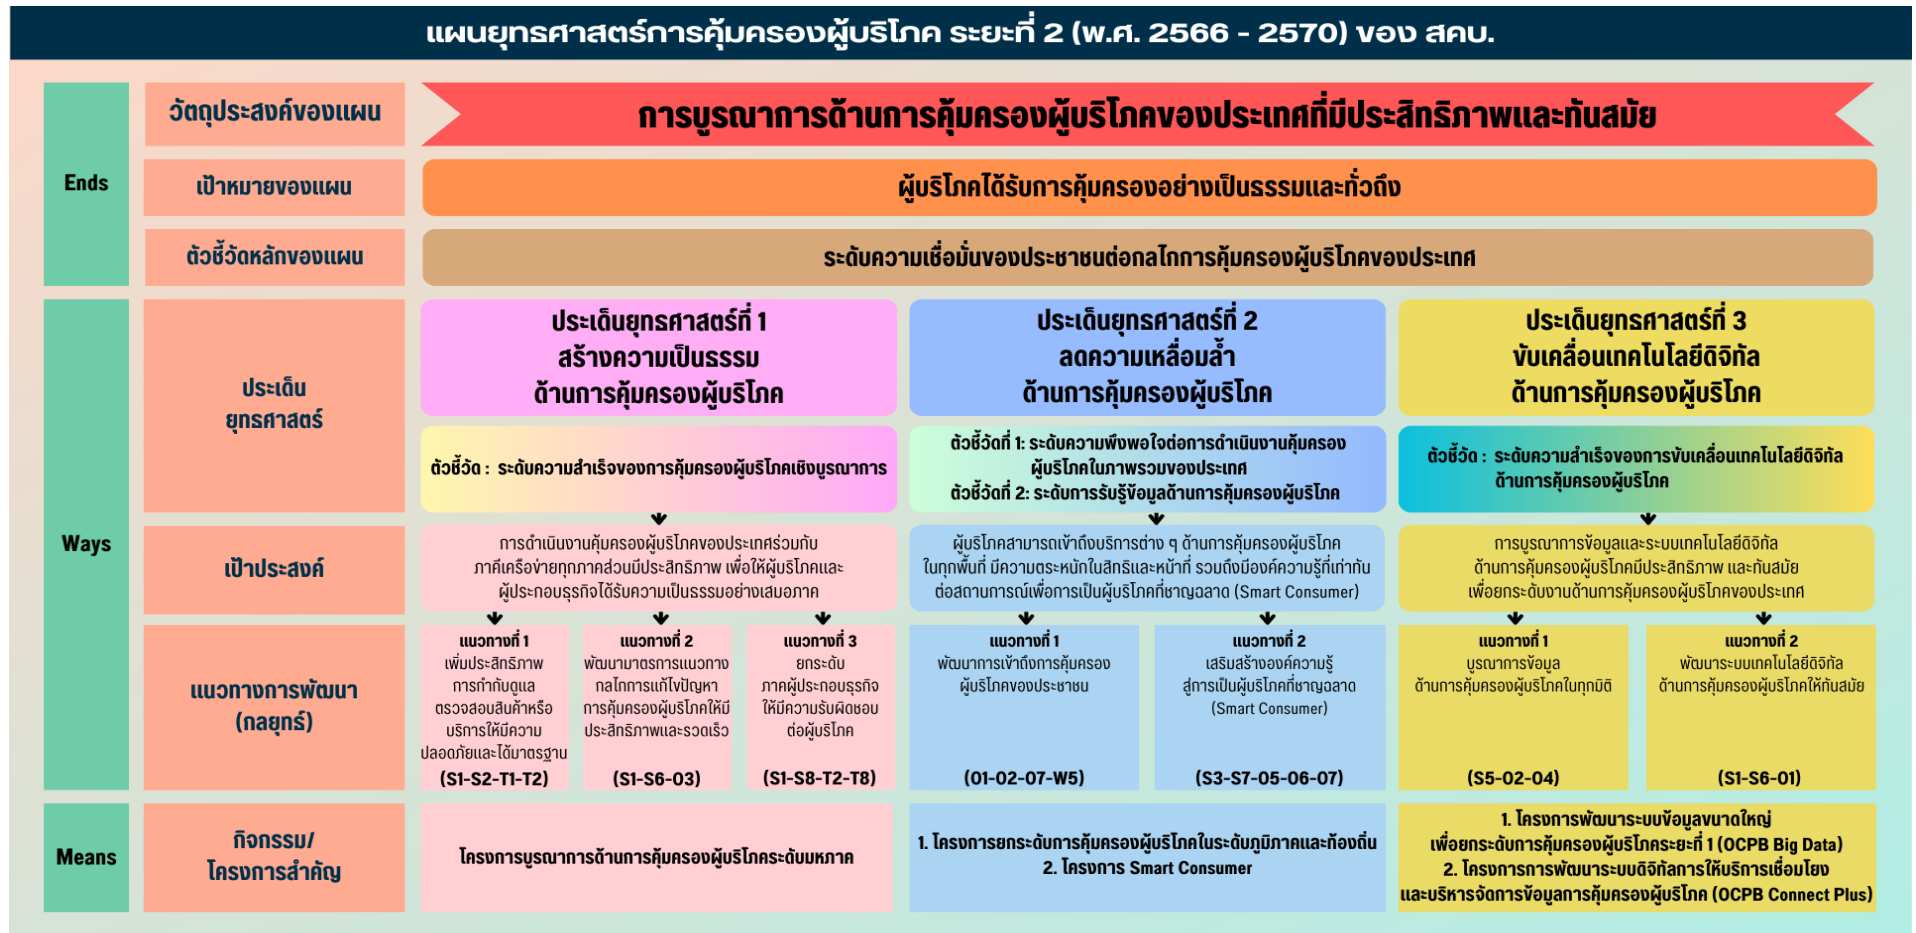 แผนยุทธศาสตร์การคุ้มครองผู้บริโภค ระยะที่ 2 (พ.ศ. 2566 - 2570) ของ สคบ.
Ends
วัตถุประสงค์ของแผน
การบูรณาการด้านการคุ้มครองผู้บริโภคของประเทศที่มีประสิทธิภาพและทันสมัย
เป้าหมายของแผน
ผู้บริโภคได้รับการคุ้มครองอย่างเป็นธรรมและทั่วถึง
ตัวชี้วัดหลักของแผน
ระดับความเชื่อมั่นของประชาชนต่อกลไกการคุ้มครองผู้บริโภคของประเทศ
Ways
ประเด็น
ยุทธศาสตร์
ประเด็นยุทธศาสตร์ที่ 1
สร้างความเป็นธรรม
ด้านการคุ้มครองผู้บริโภค
ประเด็นยุทธศาสตร์ที่ 2
ลดความเหลื่อมล้ำ
ด้านการคุ้มครองผู้บริโภค
ประเด็นยุทธศาสตร์ที่ 3
ขับเคลื่อนเทคโนโลยีดิจิทัล
ด้านการคุ้มครองผู้บริโภค
ตัวชี้วัด : ระดับความสำเร็จของการคุ้มครองผู้บริโภคเชิงบูรณาการ
ตัวชี้วัดที่ 1: ระดับความพึงพอใจต่อการดำเนินงานคุ้มครอง
ผู้บริโภคในภาพรวมของประเทศ
ตัวชี้วัดที่ 2: ระดับการรับรู้ข้อมูลด้านการคุ้มครองผู้บริโภค
ตัวชี้วัด : ระดับความสำเร็จของการขับเคลื่อนเทคโนโลยีดิจิทัล
ด้านการคุ้มครองผู้บริโภค
เป้าประสงค์
การดำเนินงานคุ้มครองผู้บริโภคของประเทศร่วมกับ
ภาคีเครือข่ายทุกภาคส่วนมีประสิทธิภาพ เพื่อให้ผู้บริโภคและ
ผู้ประกอบธุรกิจได้รับความเป็นธรรมอย่างเสมอภาค
ผู้บริโภคสามารถเข้าถึงบริการต่าง ๆ ด้านการคุ้มครองผู้บริโภค
ในทุกพื้นที่ มีความตระหนักในสิทธิและหน้าที่ รวมถึงมีองค์ความรู้ที่เท่าทัน
ต่อสถานการณ์เพื่อการเป็นผู้บริโภคที่ชาญฉลาด (Smart Consumer)
การบูรณาการข้อมูลและระบบเทคโนโลยีดิจิทัล
ด้านการคุ้มครองผู้บริโภคมีประสิทธิภาพ และทันสมัย
เพื่อยกระดับงานด้านการคุ้มครองผู้บริโภคของประเทศ
แนวทางการพัฒนา
(กลยุทธ์)
แนวทางที่ 1
เพิ่มประสิทธิภาพ
การกำกับดูแล
ตรวจสอบสินค้าหรือ
บริการให้มีความ
ปลอดภัยและได้มาตรฐาน
(S1-S2-T1-T2)
แนวทางที่ 2
พัฒนามาตรการแนวทาง
กลไกการแก้ไขปัญหา
การคุ้มครองผู้บริโภคให้มี
ประสิทธิภาพและรวดเร็ว
(S1-S6-O3)
แนวทางที่ 3
ยกระดับ
ภาคผู้ประกอบธุรกิจ
ให้มีความรับผิดชอบ
ต่อผู้บริโภค
(S1-S8-T2-T8)
แนวทางที่ 1
พัฒนาการเข้าถึงการคุ้มครอง
ผู้บริโภคของประชาชน
(O1-O2-O7-W5)
แนวทางที่ 2
เสริมสร้างองค์ความรู้
สู่การเป็นผู้บริโภคที่ชาญฉลาด
(Smart Consumer)
(S3-S7-O5-O6-O7)
แนวทางที่ 1
บูรณาการข้อมูล
ด้านการคุ้มครองผู้บริโภคในทุกมิติ
(S5-O2-O4)
แนวทางที่ 2
พัฒนาระบบเทคโนโลยีดิจิทัล
ด้านการคุ้มครองผู้บริโภคให้ทันสมัย
(S1-S6-O1)
Means
กิจกรรม/
โครงการสำคัญ
โครงการบูรณาการด้านการคุ้มครองผู้บริโภคระดับมหภาค
1. โครงการยกระดับการคุ้มครองผู้บริโภคในระดับภูมิภาคและท้องถิ่น
2. โครงการ Smart Consumer
1. โครงการพัฒนาระบบข้อมูลขนาดใหญ่
เพื่อยกระดับการคุ้มครองผู้บริโภคระยะที่ 1 (OCPB Big Data)
2. โครงการการพัฒนาระบบดิจิทัลการให้บริการเชื่อมโยง
และบริหารจัดการข้อมูลการคุ้มครองผู้บริโภค (OCPB Connect Plus)